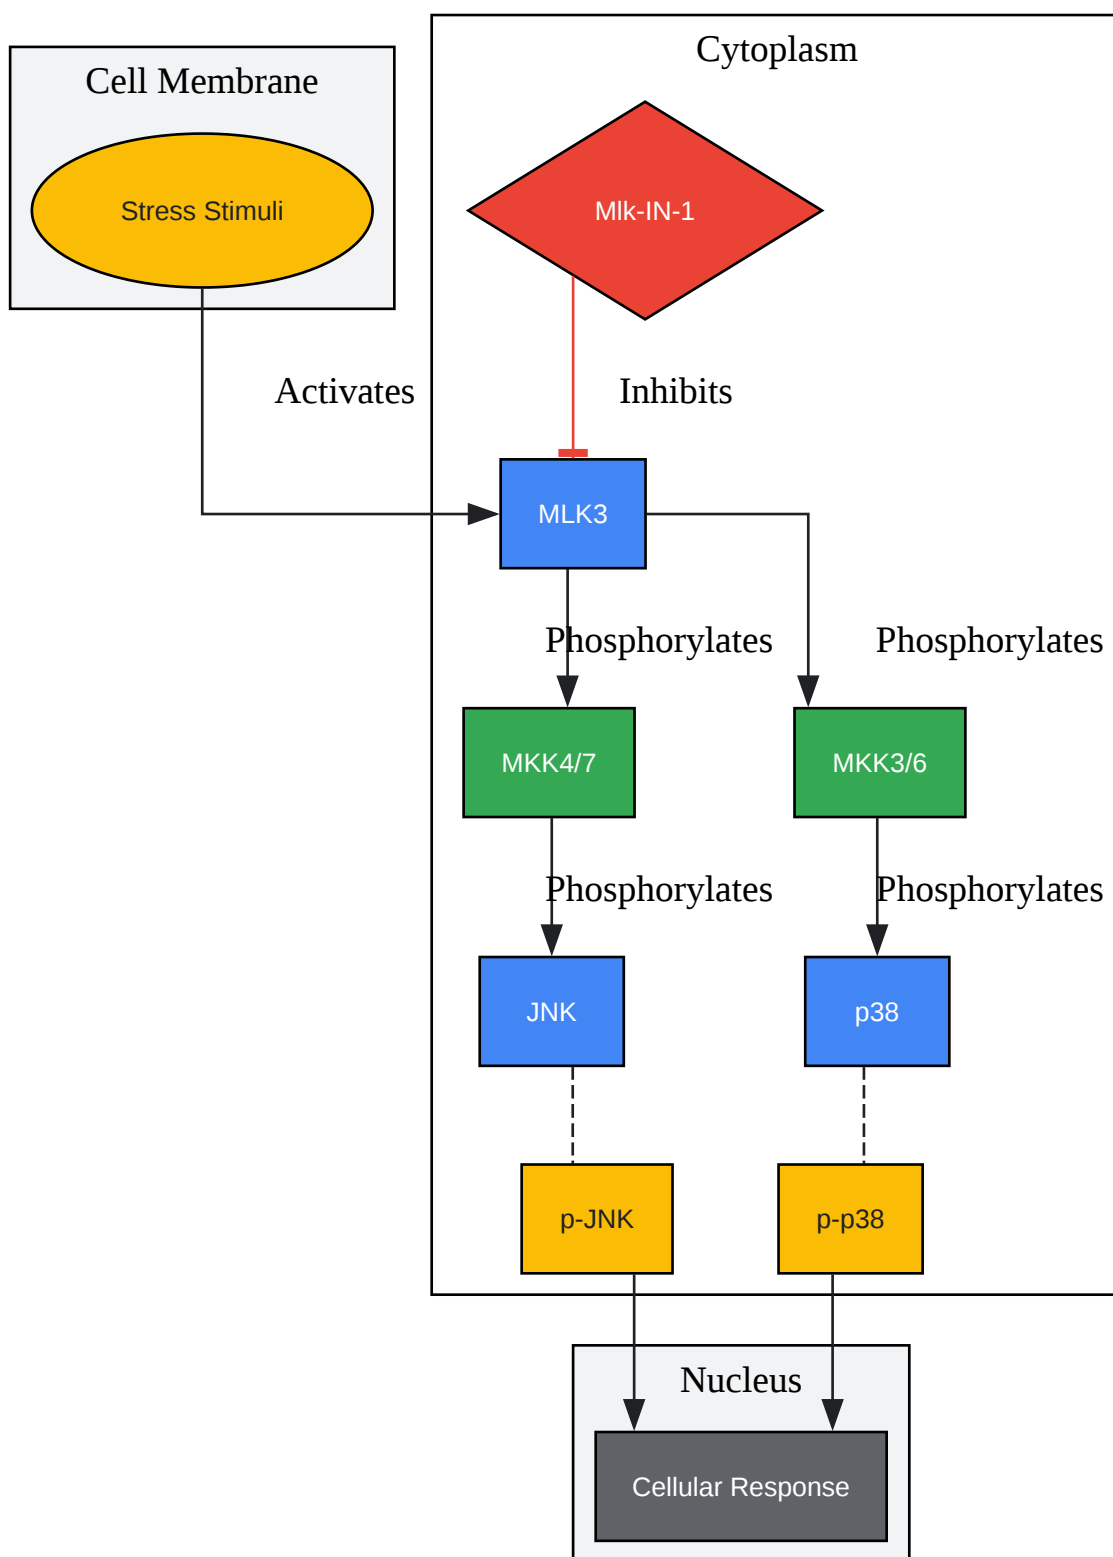 Cytoplasm
Cell Membrane
Stress Stimuli
Mlk-IN-1
Activates
Inhibits
MLK3
Phosphorylates
Phosphorylates
MKK4/7
MKK3/6
Phosphorylates
Phosphorylates
JNK
p38
p-JNK
p-p38
Nucleus
Cellular Response